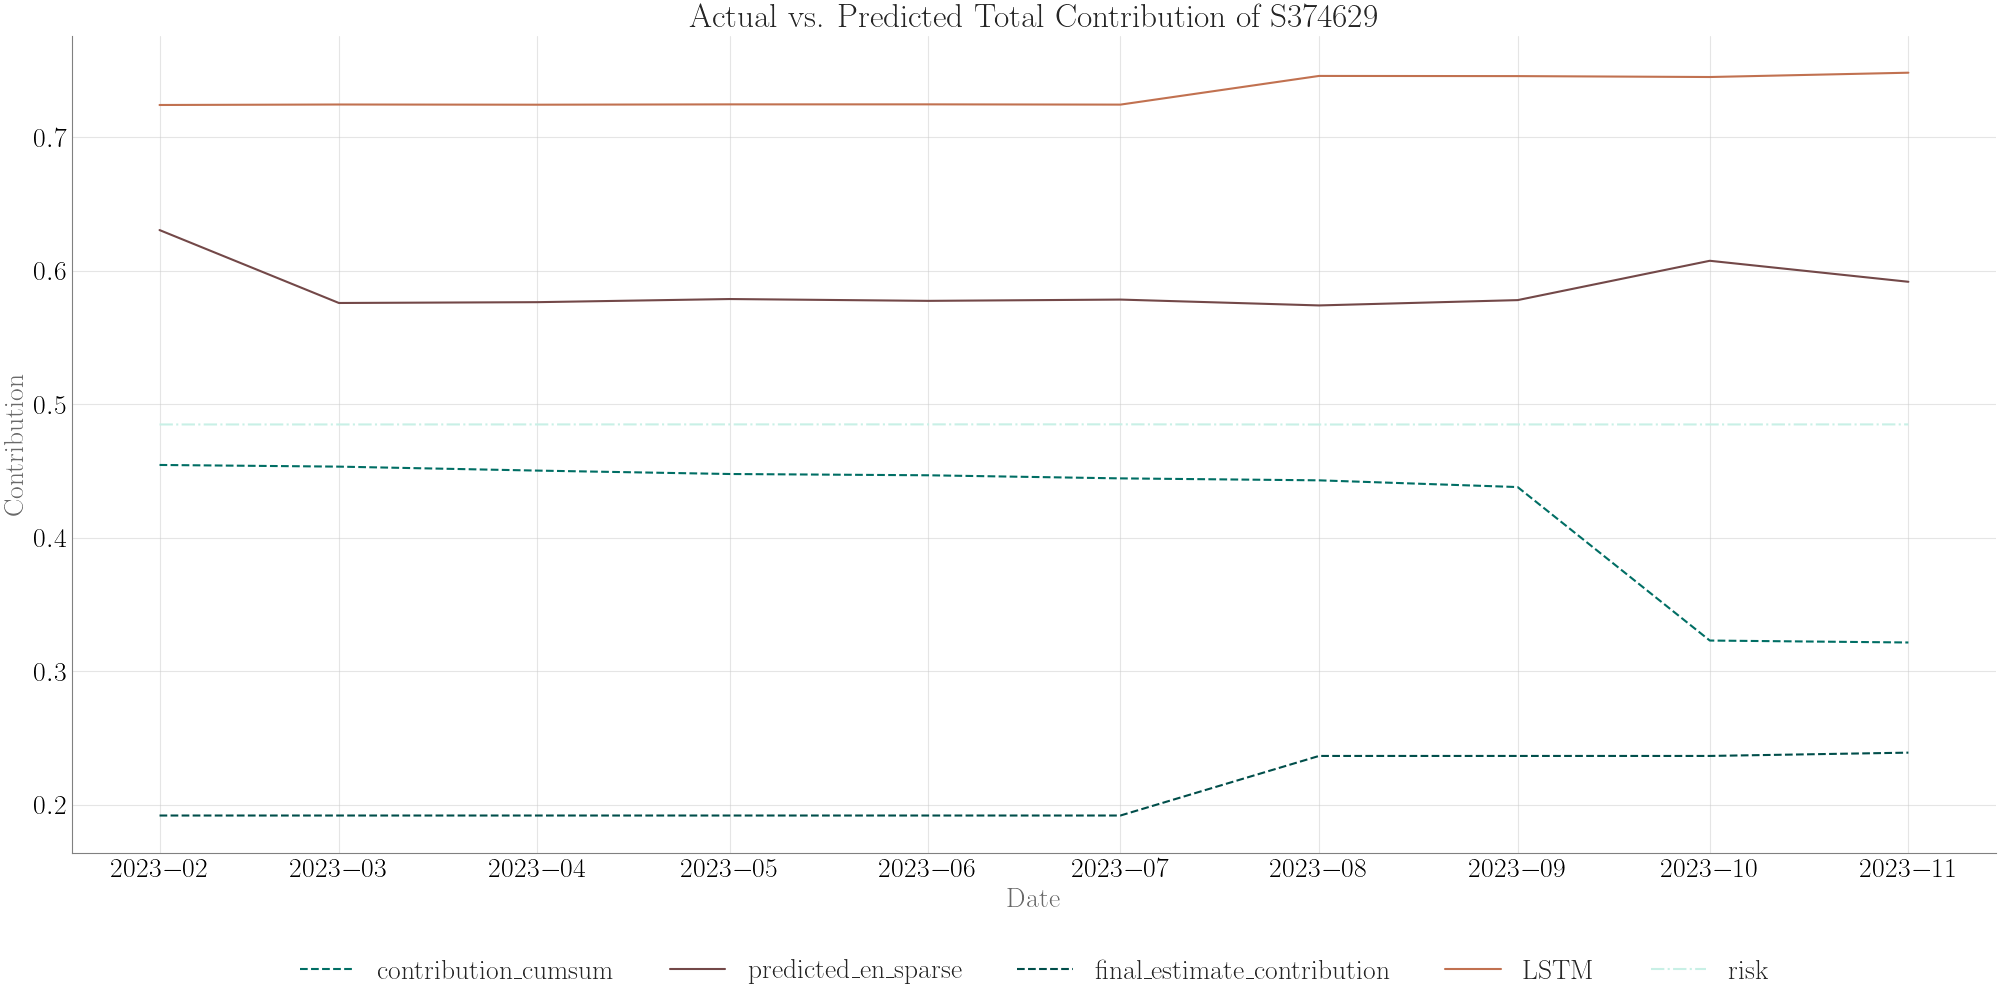 Actual vs. Predicted Total Contribution of S374629
Contribution
0.7
0.6
0.5
0.4
0.3
0.2
2023−02 2023−03 2023−04 2023−05 2023−06 2023−07 2023−08 2023−09 2023−10 2023−11
Date
contribution_cumsum predicted_en_sparse final_estimate_contribution LSTM risk